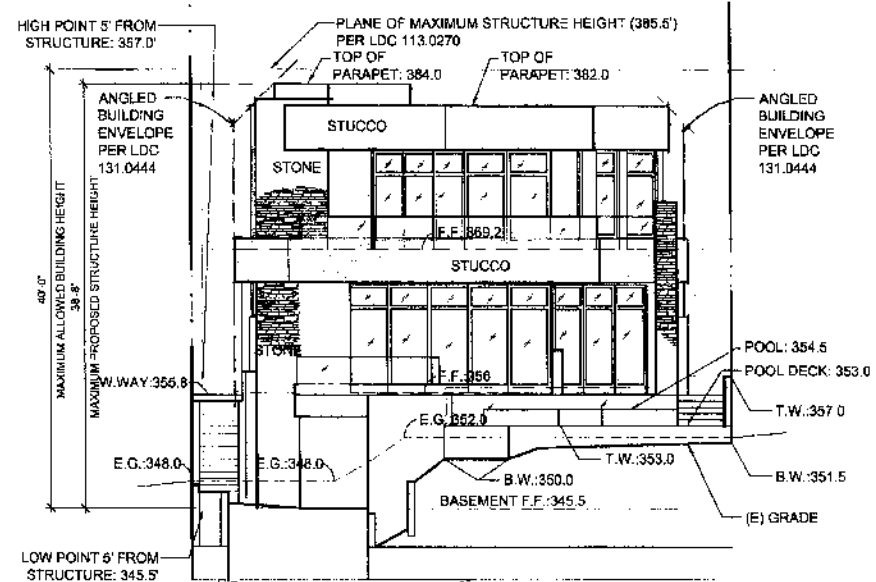 HIGH POINT 5' FROM
STRUCTURE: 357.0'
PLANE OF MAXIMUM STRUCTURE HEIGHT (385.5')
PER LDC 113.0270
TOP OF
PARAPET: 384.0
TOP OF
PARAPET: 382.0
ANGLED
BUILDING
ENVELOPE
PER LDC
131.0444
ANGLED
BUILDING
ENVELOPE
PER LDC
131.0444
STUCCO
STONE
F.F.:369.2
STUCCO
40'-0"
MAXIMUM ALLOWED BUILDING HEIGHT
38'-6"
MAXIMUM PROPOSED STRUCTURE HEIGHT
STONE
W.WAY:355.8
F.F.:356
POOL: 354.5
POOL DECK: 353.0
E.G.:352.0
T.W.:357.0
E.G.:348.0
E.G.:348.0
T.W.:353.0
B.W.:350.0
B.W.:351.5
BASEMENT F.F.:345.5
(E) GRADE
LOW POINT 5' FROM
STRUCTURE: 345.5'